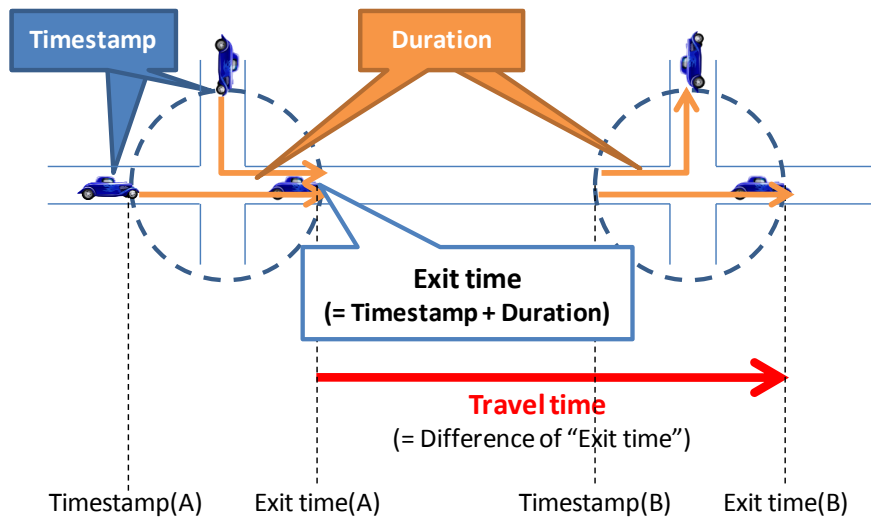 Timestamp
Duration
Exit time
(= Timestamp + Duration)
Travel time
(= Difference of “Exit time”)
Timestamp(A)
Exit time(A)
Timestamp(B)
Exit time(B)